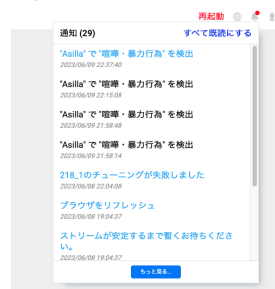 再起動
通知 (29) すべて既読にする
"Asilla" で "喧嘩・暴力行為" を検出
2023/06/09 22:37:40
"Asilla" で "喧嘩・暴力行為" を検出
2023/06/09 22:15:08
"Asilla" で "喧嘩・暴力行為" を検出
2023/06/09 21:58:48
"Asilla" で "喧嘩・暴力行為" を検出
2023/06/09 21:58:14
218_1のチューニングが失敗しました
2023/06/08 22:04:08
ブラウザをリフレッシュ
2023/06/08 19:04:37
ストリームが安定するまで暫くお待ちくださ
い。
2023/06/08 19:04:37
もっと見る...